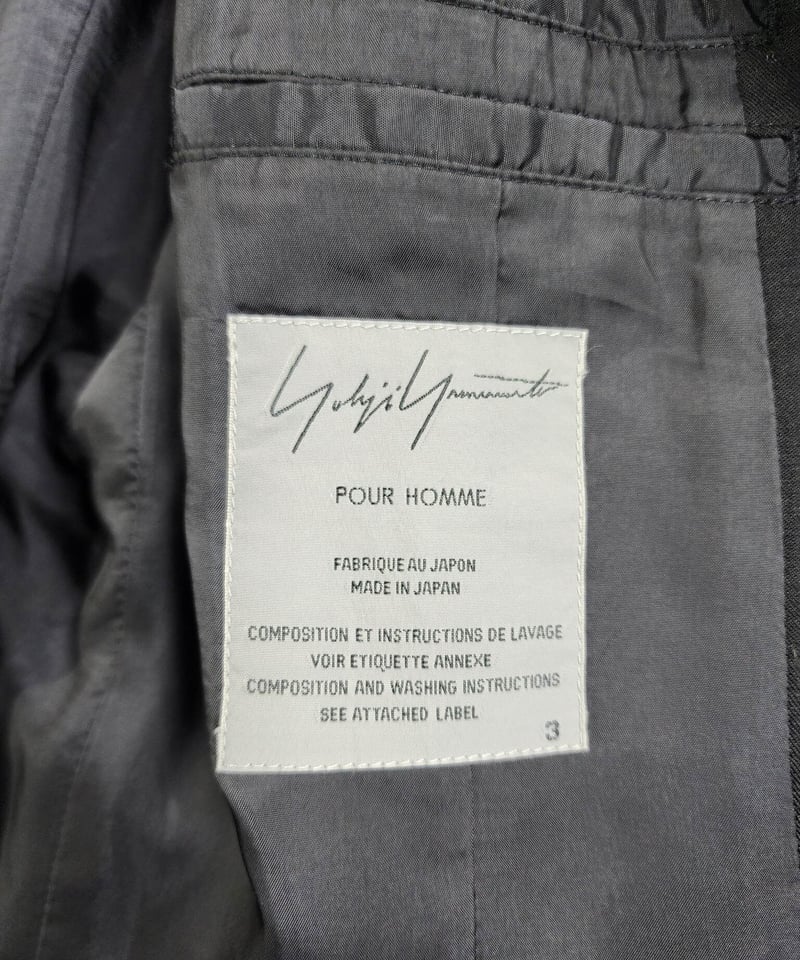 Yohji Yamamoto
POUR HOMME
FABRIQUE AU JAPON
MADE IN JAPAN
COMPOSITION ET INSTRUCTIONS DE LAVAGE
VOIR ETIQUETTE ANNEXE
COMPOSITION AND WASHING INSTRUCTIONS
SEE ATTACHED LABEL
3